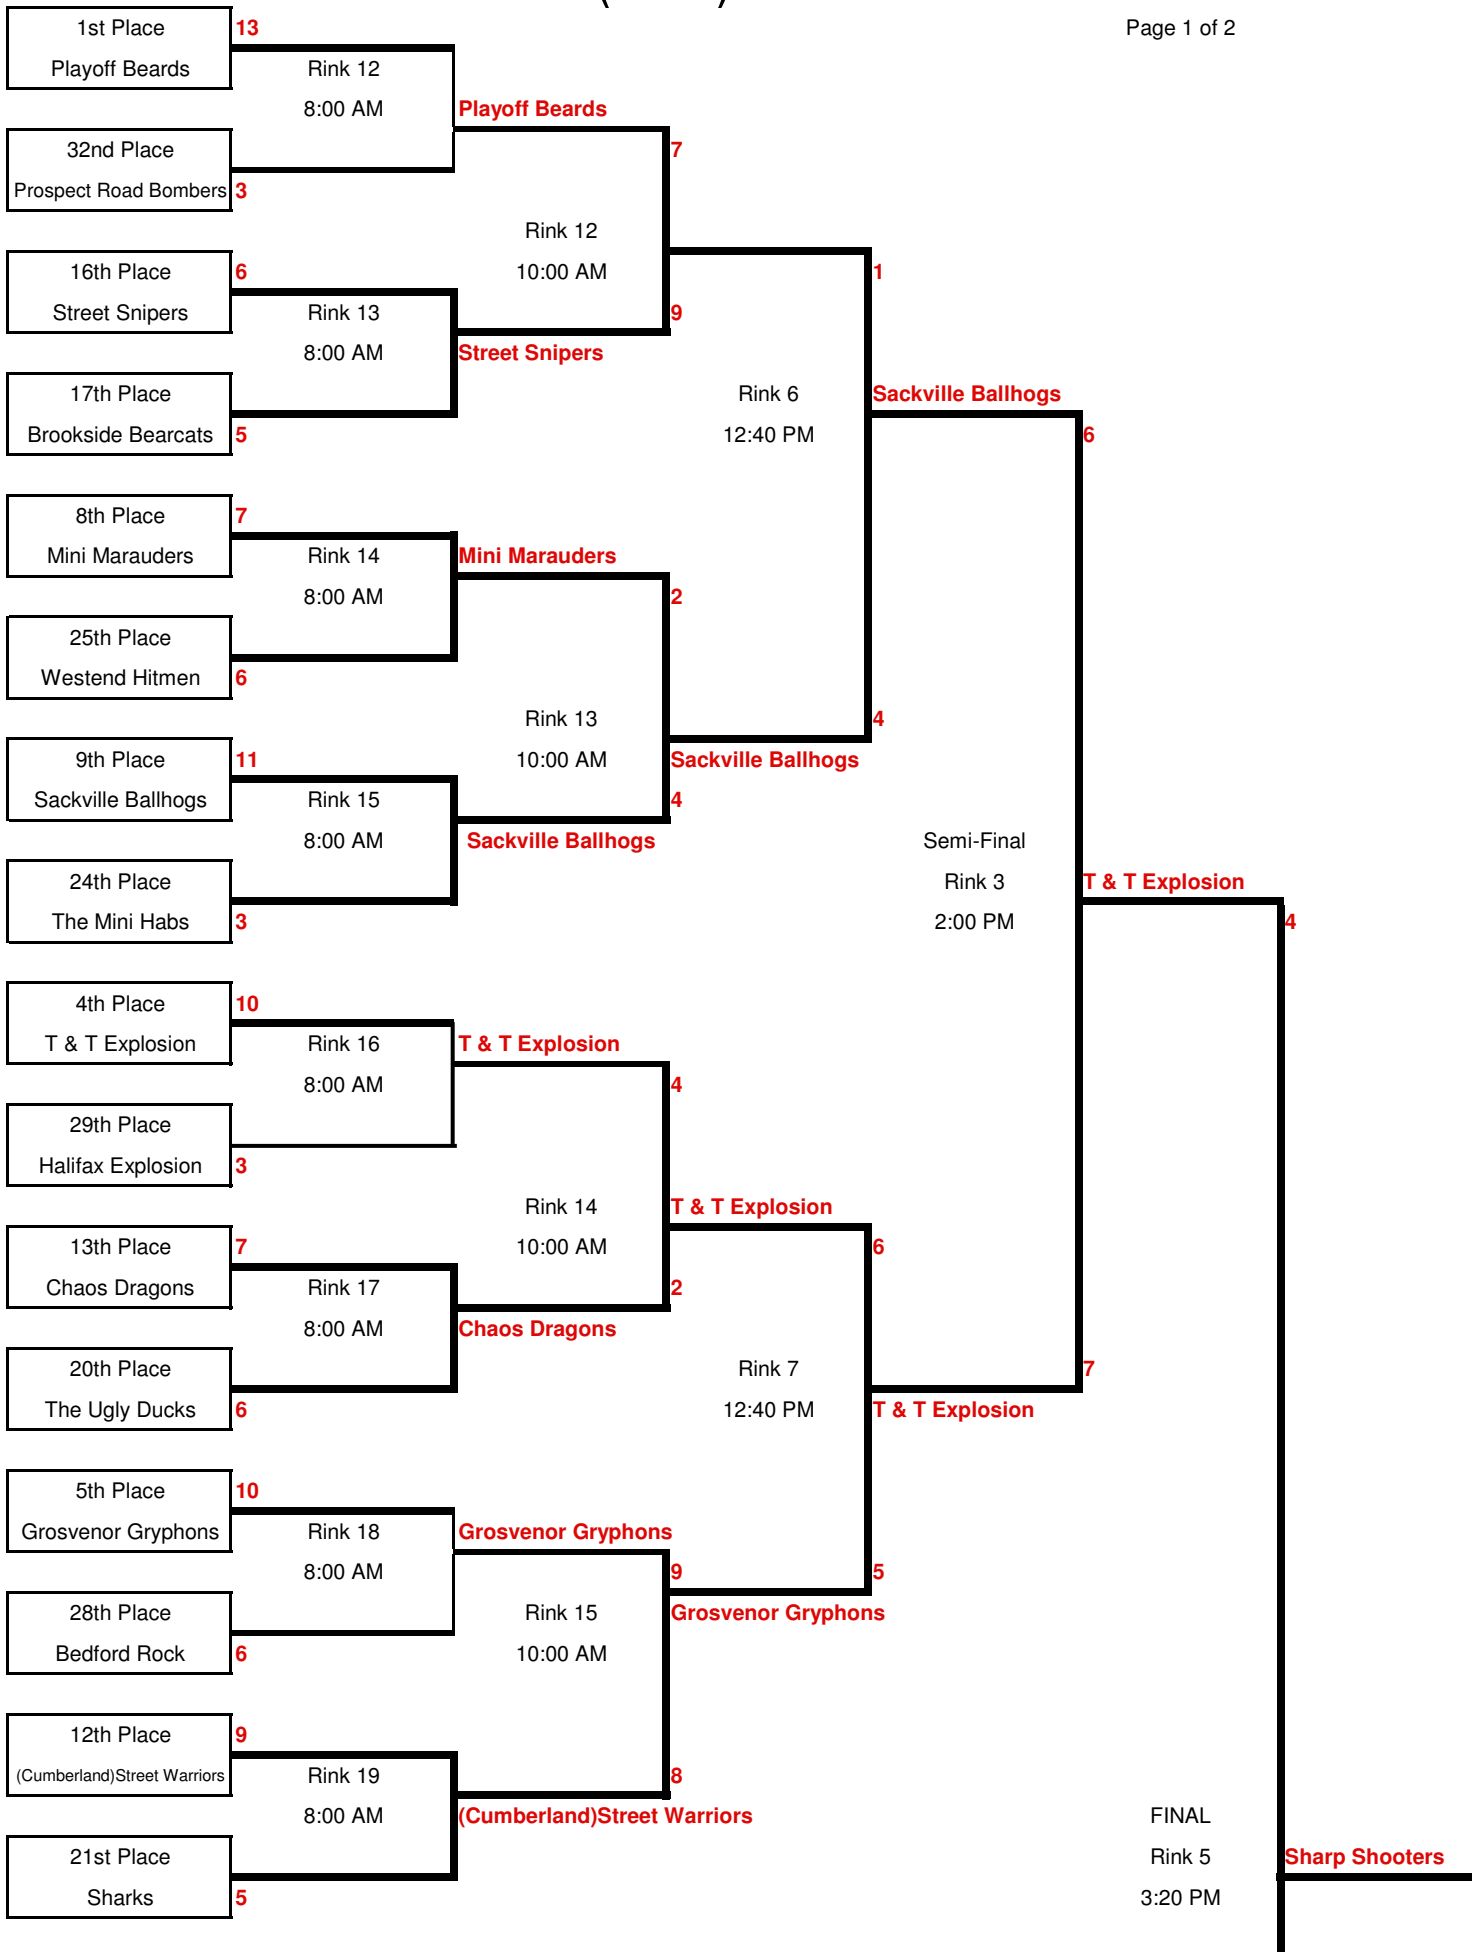 1st Place
13
Page 1 of 2
Playoff Beards
Rink 12
8:00 AM
Playoff Beards
32nd Place
7
Prospect Road Bombers
3
Rink 12
16th Place
6
10:00 AM
1
Street Snipers
Rink 13
9
8:00 AM
Street Snipers
17th Place
Rink 6
Sackville Ballhogs
Brookside Bearcats
5
12:40 PM
6
8th Place
7
Mini Marauders
Rink 14
Mini Marauders
8:00 AM
2
25th Place
Westend Hitmen
6
Rink 13
4
9th Place
11
10:00 AM
Sackville Ballhogs
Sackville Ballhogs
Rink 15
4
8:00 AM
Sackville Ballhogs
Semi-Final
24th Place
Rink 3
T & T Explosion
The Mini Habs
3
2:00 PM
4
4th Place
10
T & T Explosion
Rink 16
T & T Explosion
8:00 AM
4
29th Place
Halifax Explosion
3
Rink 14
T & T Explosion
13th Place
7
10:00 AM
6
Chaos Dragons
Rink 17
2
8:00 AM
Chaos Dragons
20th Place
Rink 7
7
The Ugly Ducks
6
12:40 PM
T & T Explosion
5th Place
10
Grosvenor Gryphons
Rink 18
Grosvenor Gryphons
8:00 AM
9
5
28th Place
Rink 15
Grosvenor Gryphons
Bedford Rock
6
10:00 AM
12th Place
9
(Cumberland)Street Warriors
Rink 19
8
8:00 AM
(Cumberland)Street Warriors
FINAL
21st Place
Rink 5
Sharp Shooters
Sharks
5
3:20 PM